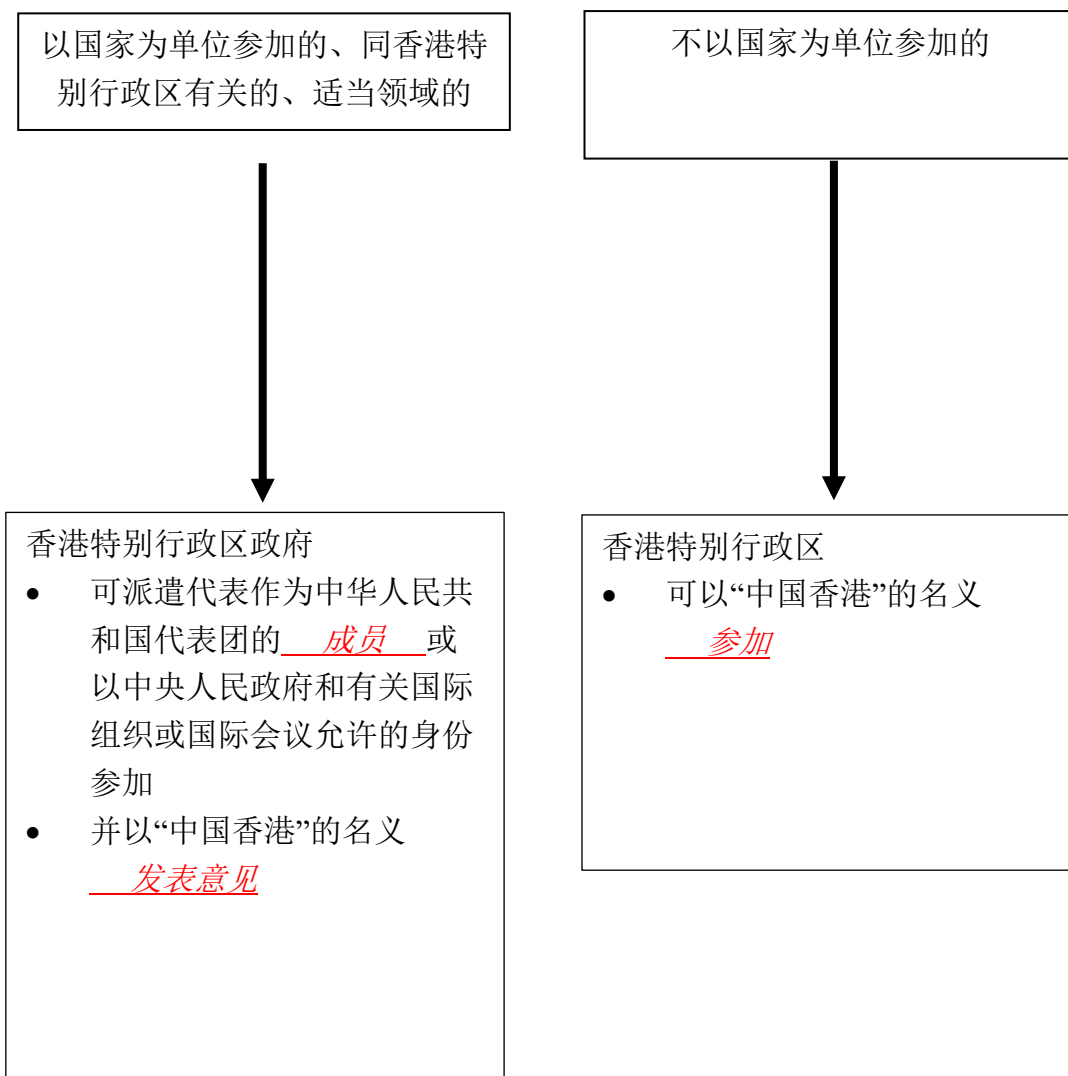 以国家为单位参加的、同香港特
别行政区有关的、适当领域的
不以国家为单位参加的
香港特别行政区政府
• 可派遣代表作为中华人民共
和国代表团的 成员 或
以中央人民政府和有关国际
组织或国际会议允许的身份
参加
• 并以“中国香港”的名义
发表意见
香港特别行政区
• 可以“中国香港”的名义
参加